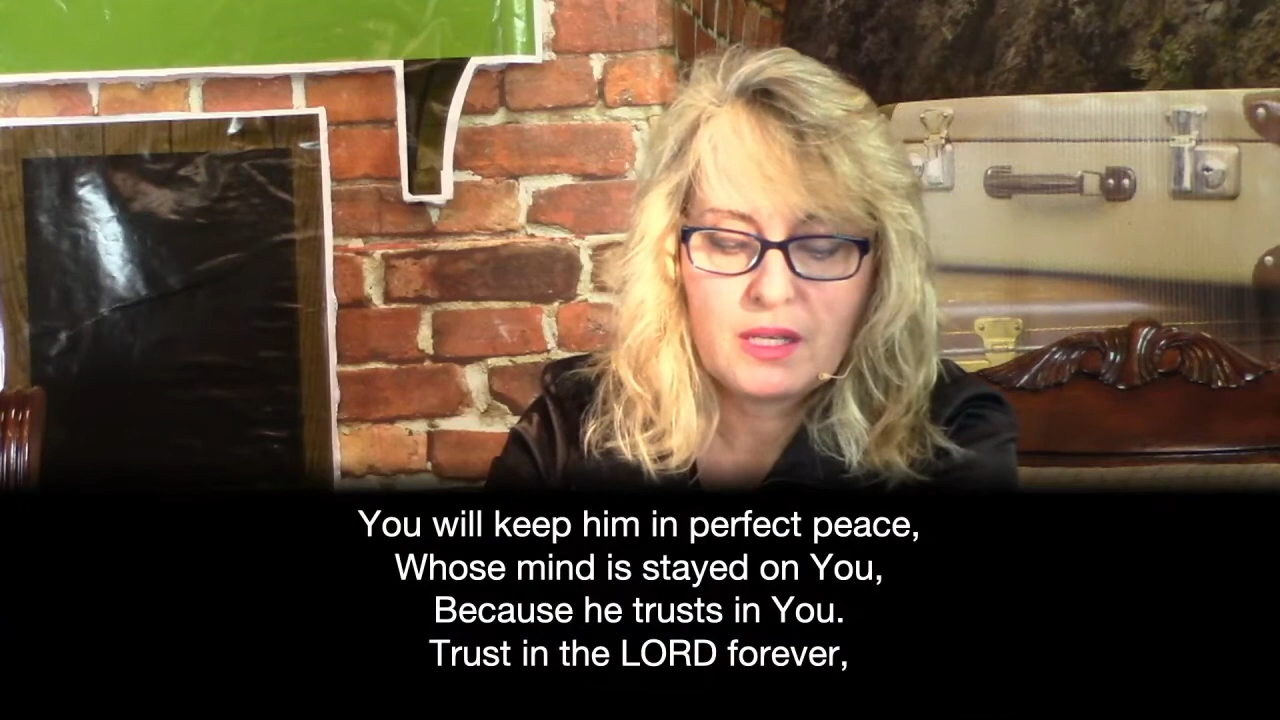 You will keep him in perfect peace,
Whose mind is stayed on You,
Because he trusts in You.
Trust in the LORD forever,